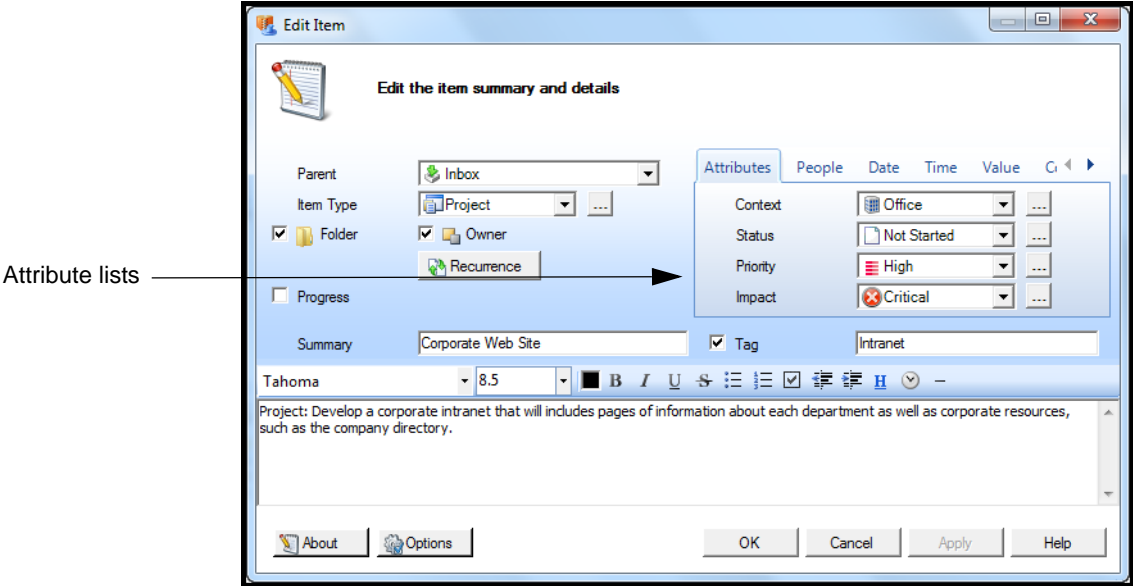 Edit Item
Edit the item summary and details
Parent
Inbox
Item Type
Project
...
Folder
Owner
Recurrence
Progress
Attributes People Date Time Value
Context
Office
...
Status
Not Started
...
Priority
High
...
Impact
Critical
...
Attribute lists
Summary
Corporate Web Site
Tag
Intranet
Tahoma
8.5
B I U S H
Project: Develop a corporate intranet that will includes pages of information about each department as well as corporate resources,
such as the company directory.
About
Options
OK
Cancel
Apply
Help